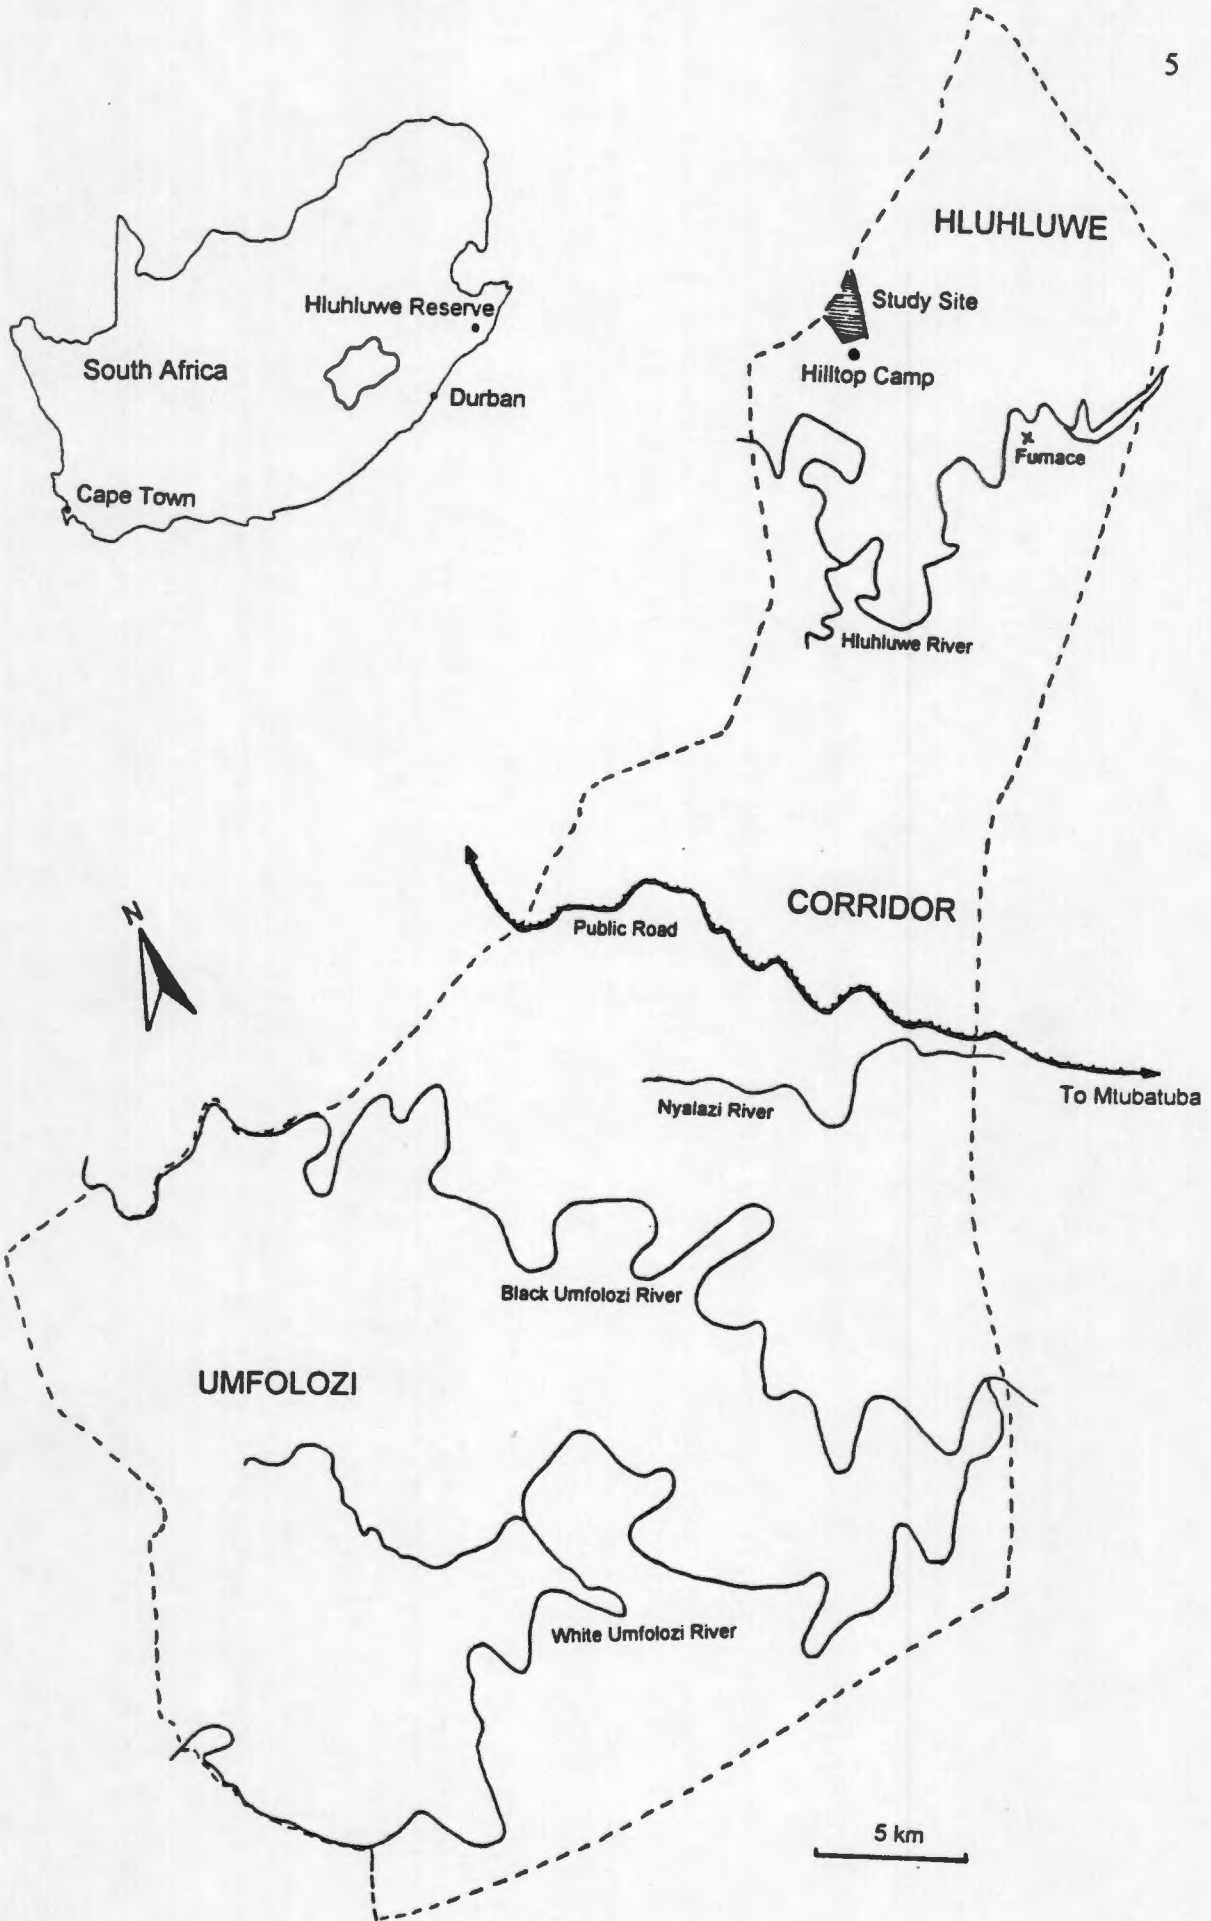 5
HLUHLUWE
Study Site
Hilltop Camp
Furnace
Hluhluwe River
Hluhluwe Reserve
South Africa
Durban
Cape Town
N
CORRIDOR
Public Road
Nyalazi River
To Mtubatuba
Black Umfolozi River
UMFOLOZI
White Umfolozi River
5 km